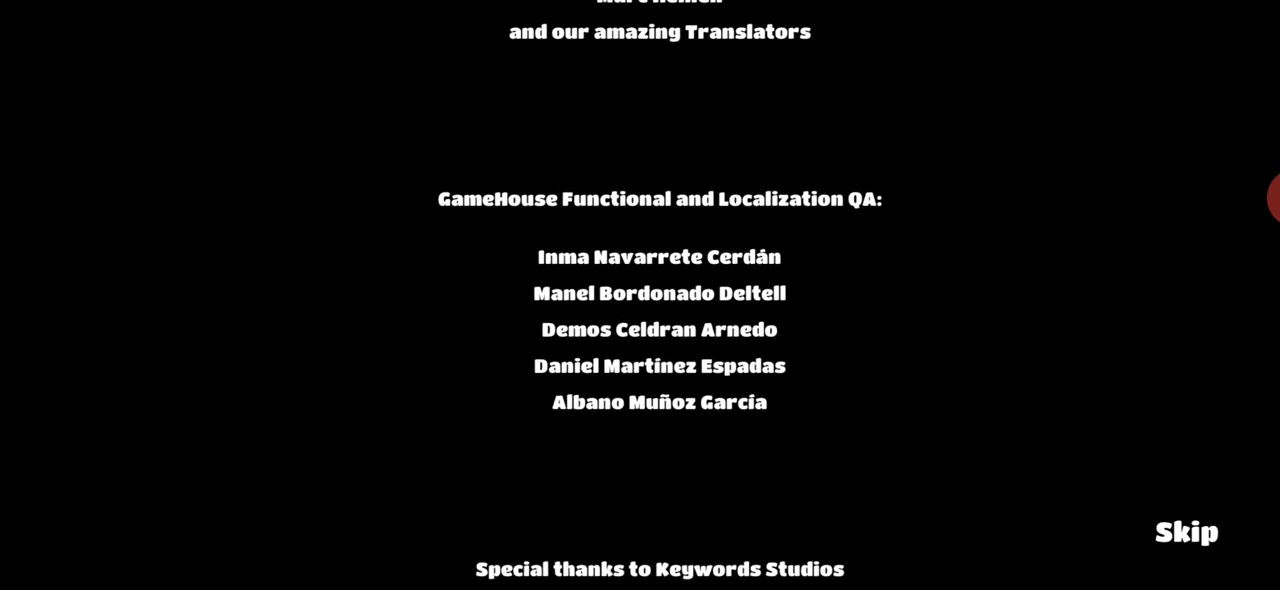 and our amazing Translators
GameHouse Functional and Localization QA:
Inma Navarrete Cerdán
Manel Bordonado Deltell
Demos Celdran Arnedo
Daniel Martínez Espadas
Albano Muñoz García
Skip
Special thanks to Keywords Studios